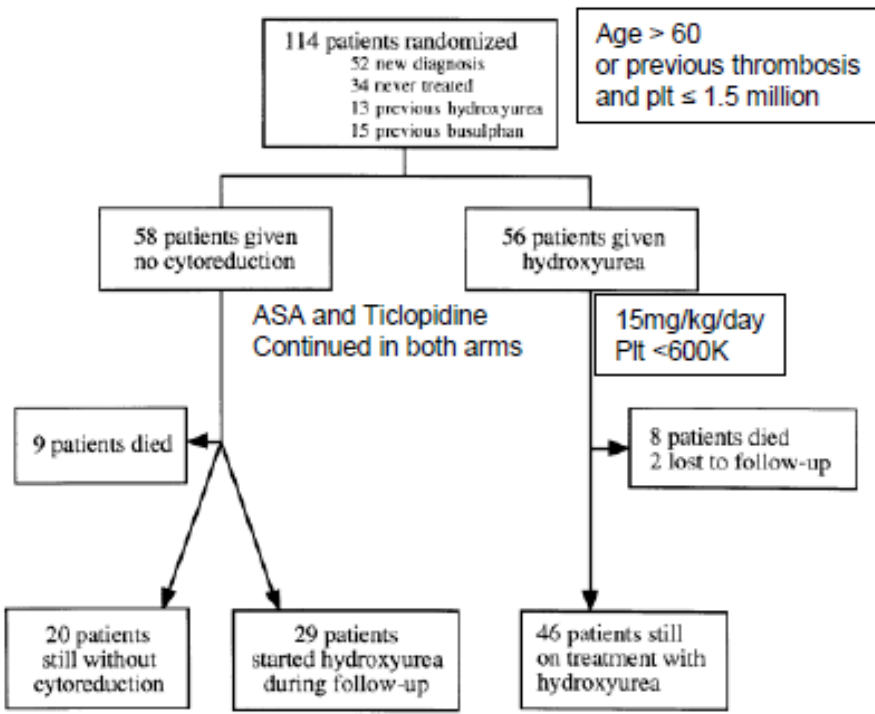 114 patients randomized
52 new diagnosis
34 never treated
13 previous hydroxyurea
15 previous busulphan
Age > 60
or previous thrombosis
and plt ≤ 1.5 million
58 patients given
no cytoreduction
56 patients given
hydroxyurea
ASA and Ticlopidine
Continued in both arms
15mg/kg/day
Plt <600K
9 patients died
8 patients died
2 lost to follow-up
20 patients
still without
cytoreduction
29 patients
started hydroxyurea
during follow-up
46 patients still
on treatment with
hydroxyurea